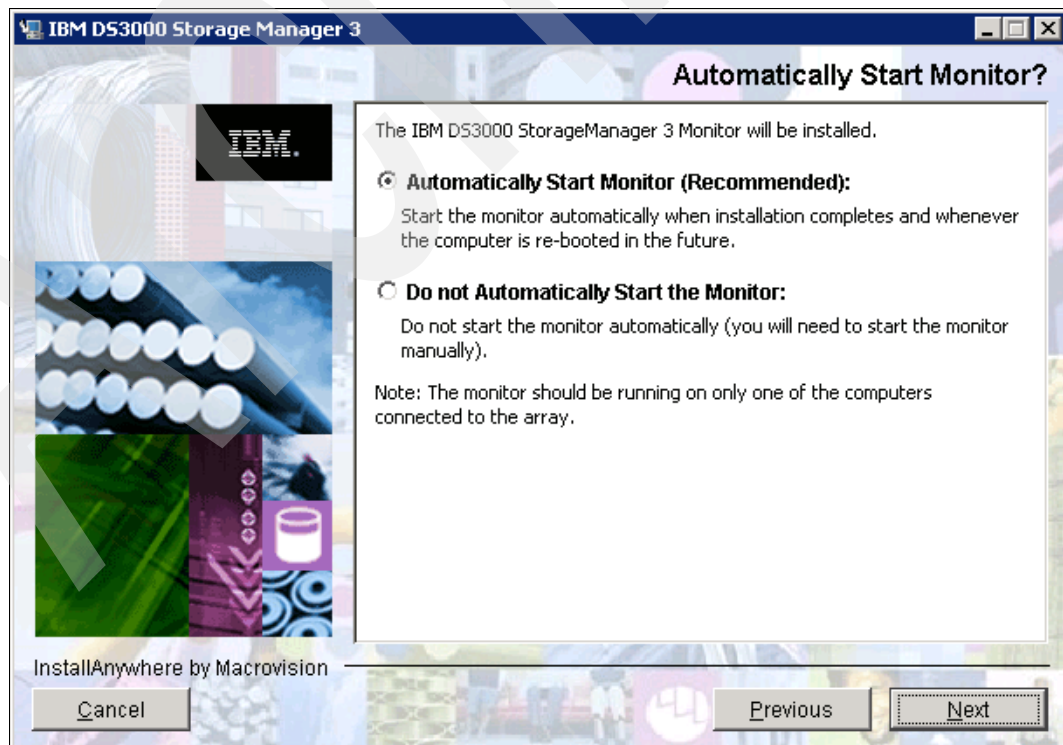 IBM DS3000 Storage Manager 3
Automatically Start Monitor?
IBM.
The IBM DS3000 StorageManager 3 Monitor will be installed.
Automatically Start Monitor (Recommended):
Start the monitor automatically when installation completes and whenever
the computer is re-booted in the future.
Do not Automatically Start the Monitor:
Do not start the monitor automatically (you will need to start the monitor
manually).
Note: The monitor should be running on only one of the computers
connected to the array.
InstallAnywhere by Macrovision
Cancel
Previous
Next